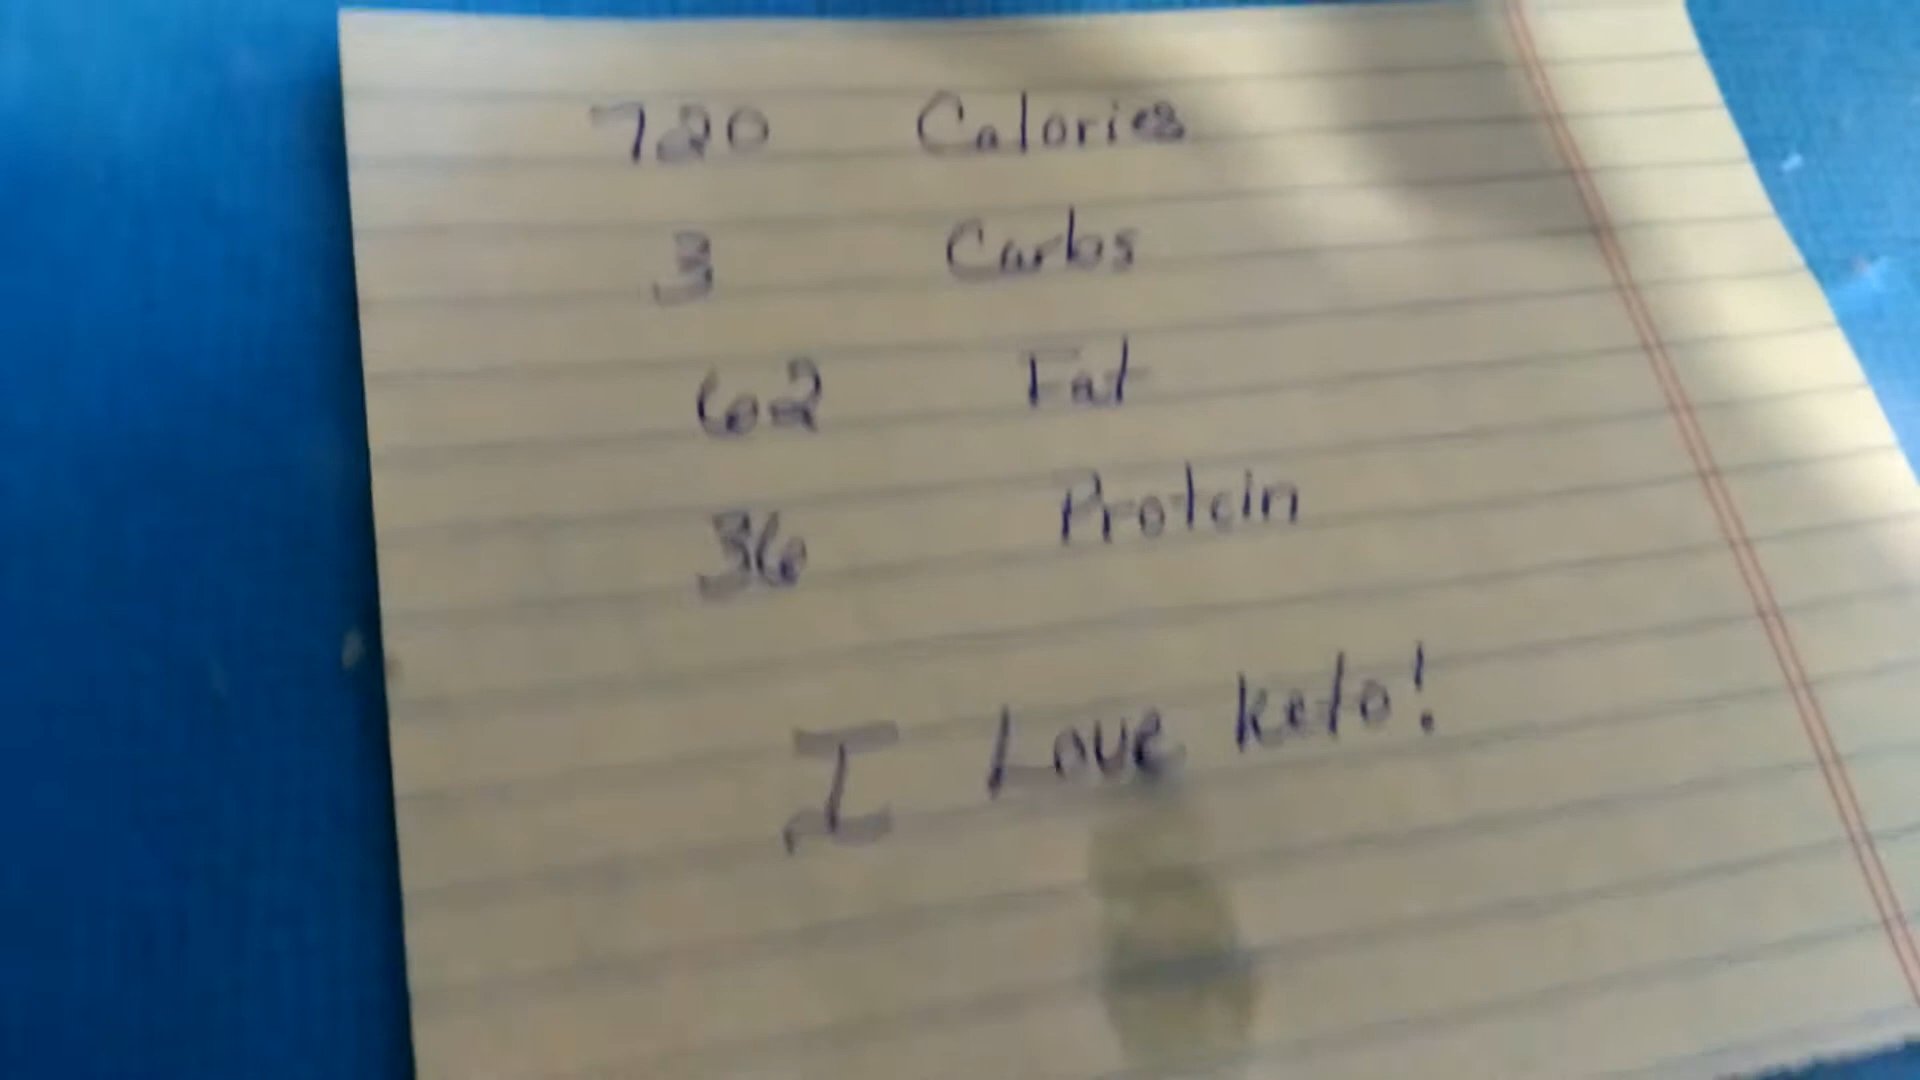 720 Calories
3 Carbs
62 Fat
36 Protein
I Love keto!